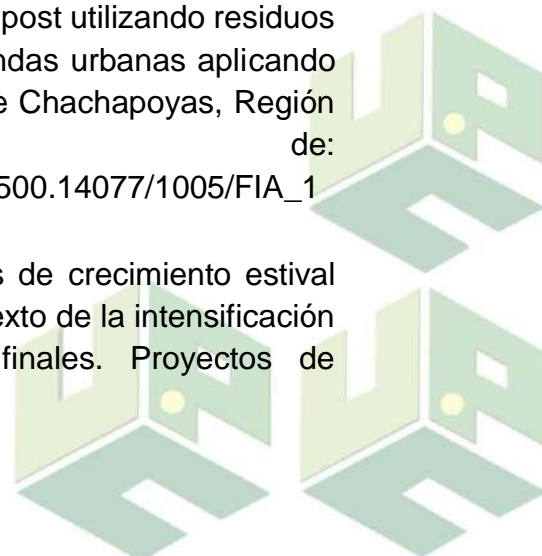 post utilizando residuos
ndas urbanas aplicando
e Chachapoyas, Región
de:
500.14077/1005/FIA_1
s de crecimiento estival
exto de la intensificación
finales. Proyectos de